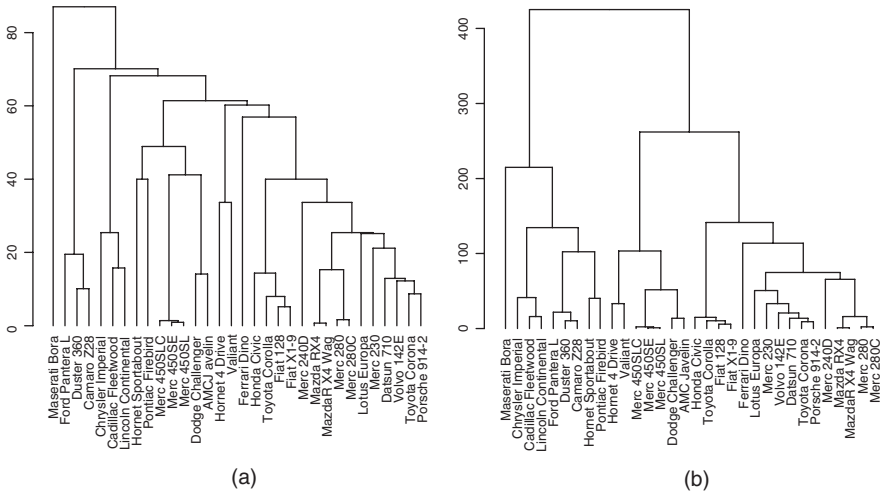 80
60
40
20
0
Maserati Bora
Ford Pantera L
Duster 360
Camaro Z28
Chrysler Imperial
Cadillac Fleetwood
Lincoln Continental
Hornet Sportabout
Pontiac Firebird
Merc 450SLC
Merc 450SE
Merc 450SL
Dodge Challenger
AMCJ avelin
Hornet 4 Drive
Valiant
Ferrari Dino
Honda Civic
Toyota Corolla
Fiat 128
Fiat X1-9
Merc 240D
Mazda RX4
MazdaR X4 Wag
Merc 280
Merc 280C
Lotus Europa
Merc 230
Datsun 710
Volvo 142E
Toyota Corona
Porsche 914-2
(a)
400
300
200
100
0
Maserati Bora
Chrysler Imperial
Cadillac Fleetwood
Lincoln Continental
Ford Pantera L
Duster 360
Camaro Z28
Hornet Sportabout
Pontiac Firebird
Hornet 4 Drive
Valiant
Merc 450SLC
Merc 450SE
Merc 450SL
Dodge Challenger
AMC Javelin
Honda Civic
Toyota Corolla
Fiat 128
Fiat X1-9
Ferrari Dino
Lotus Europa
Merc 230
Volvo 142E
Datsun 710
Toyota Corona
Porsche 914-2
Merc 240D
Mazda RX4
MazdaR X4 Wag
Merc 280
Merc 280C
(b)